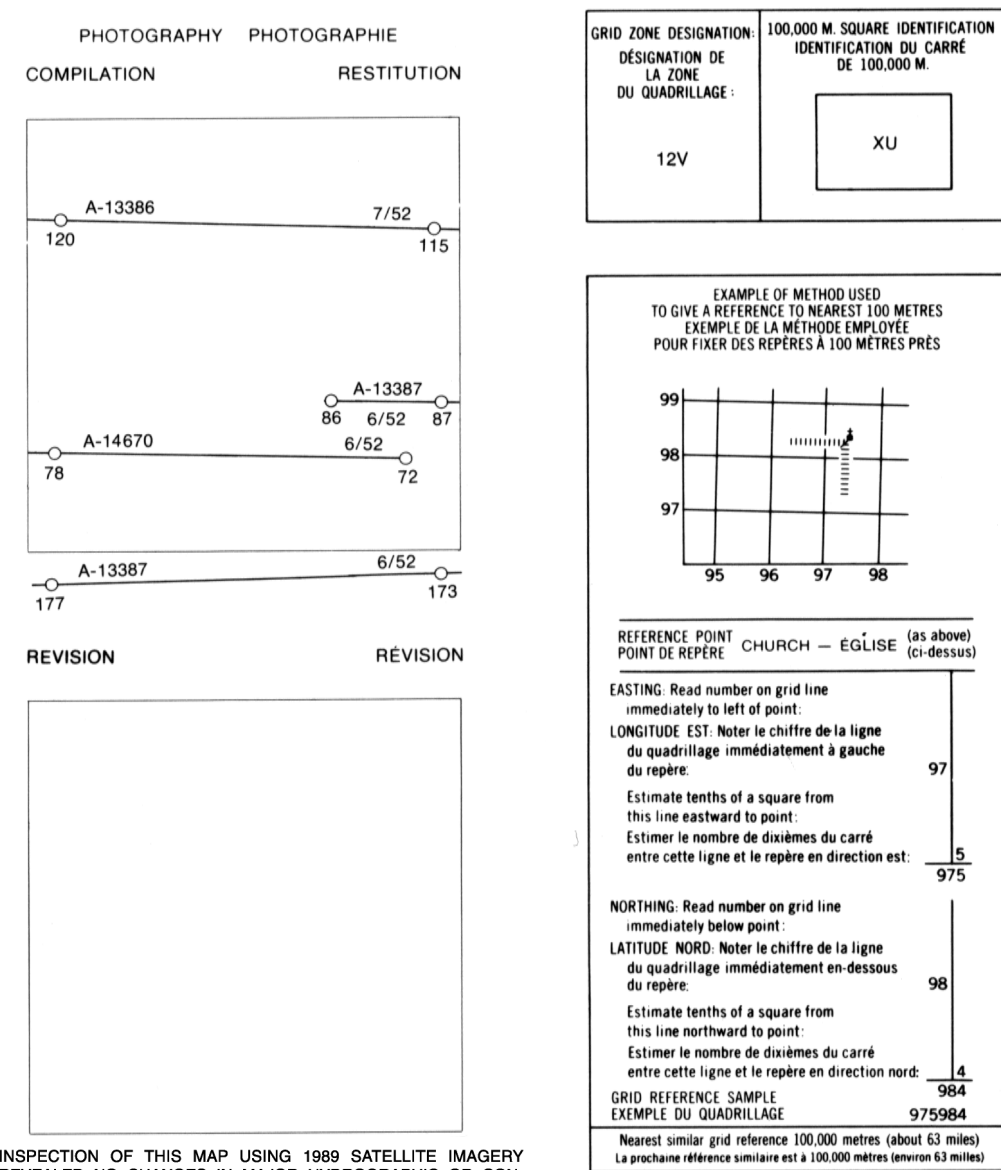 PHOTOGRAPHY PHOTOGRAPHIE
COMPILATION RESTITUTION
A-13386 7/52
120 115
A-13387
86 6/52 87
A-14670 6/52
78 72
A-13387 6/52
177 173
REVISION RÉVISION
INSPECTION OF THIS MAP USING 1989 SATELLITE IMAGERY
GRID ZONE DESIGNATION:
DÉSIGNATION DE
LA ZONE
DU QUADRILLAGE :
12V
100,000 M. SQUARE IDENTIFICATION
IDENTIFICATION DU CARRÉ
DE 100,000 M.
XU
EXAMPLE OF METHOD USED
TO GIVE A REFERENCE TO NEAREST 100 METRES
EXEMPLE DE LA MÉTHODE EMPLOYÉE
POUR FIXER DES REPÈRES À 100 MÈTRES PRÈS
99
98
97
95 96 97 98
REFERENCE POINT
POINT DE REPÈRE
CHURCH — ÉGLISE
(as above)
(ci-dessus)
EASTING: Read number on grid line
immediately to left of point:
LONGITUDE EST: Noter le chiffre de la ligne
du quadrillage immédiatement à gauche
du repère: 97
Estimate tenths of a square from
this line eastward to point:
Estimer le nombre de dixièmes du carré
entre cette ligne et le repère en direction est: 5
975
NORTHING: Read number on grid line
immediately below point:
LATITUDE NORD: Noter le chiffre de la ligne
du quadrillage immédiatement en-dessous
du repère: 98
Estimate tenths of a square from
this line northward to point:
Estimer le nombre de dixièmes du carré
entre cette ligne et le repère en direction nord: 4
984
GRID REFERENCE SAMPLE
EXEMPLE DU QUADRILLAGE 975984
Nearest similar grid reference 100,000 metres (about 63 miles)
La prochaine référence similaire est à 100,000 mètres (environ 63 milles)